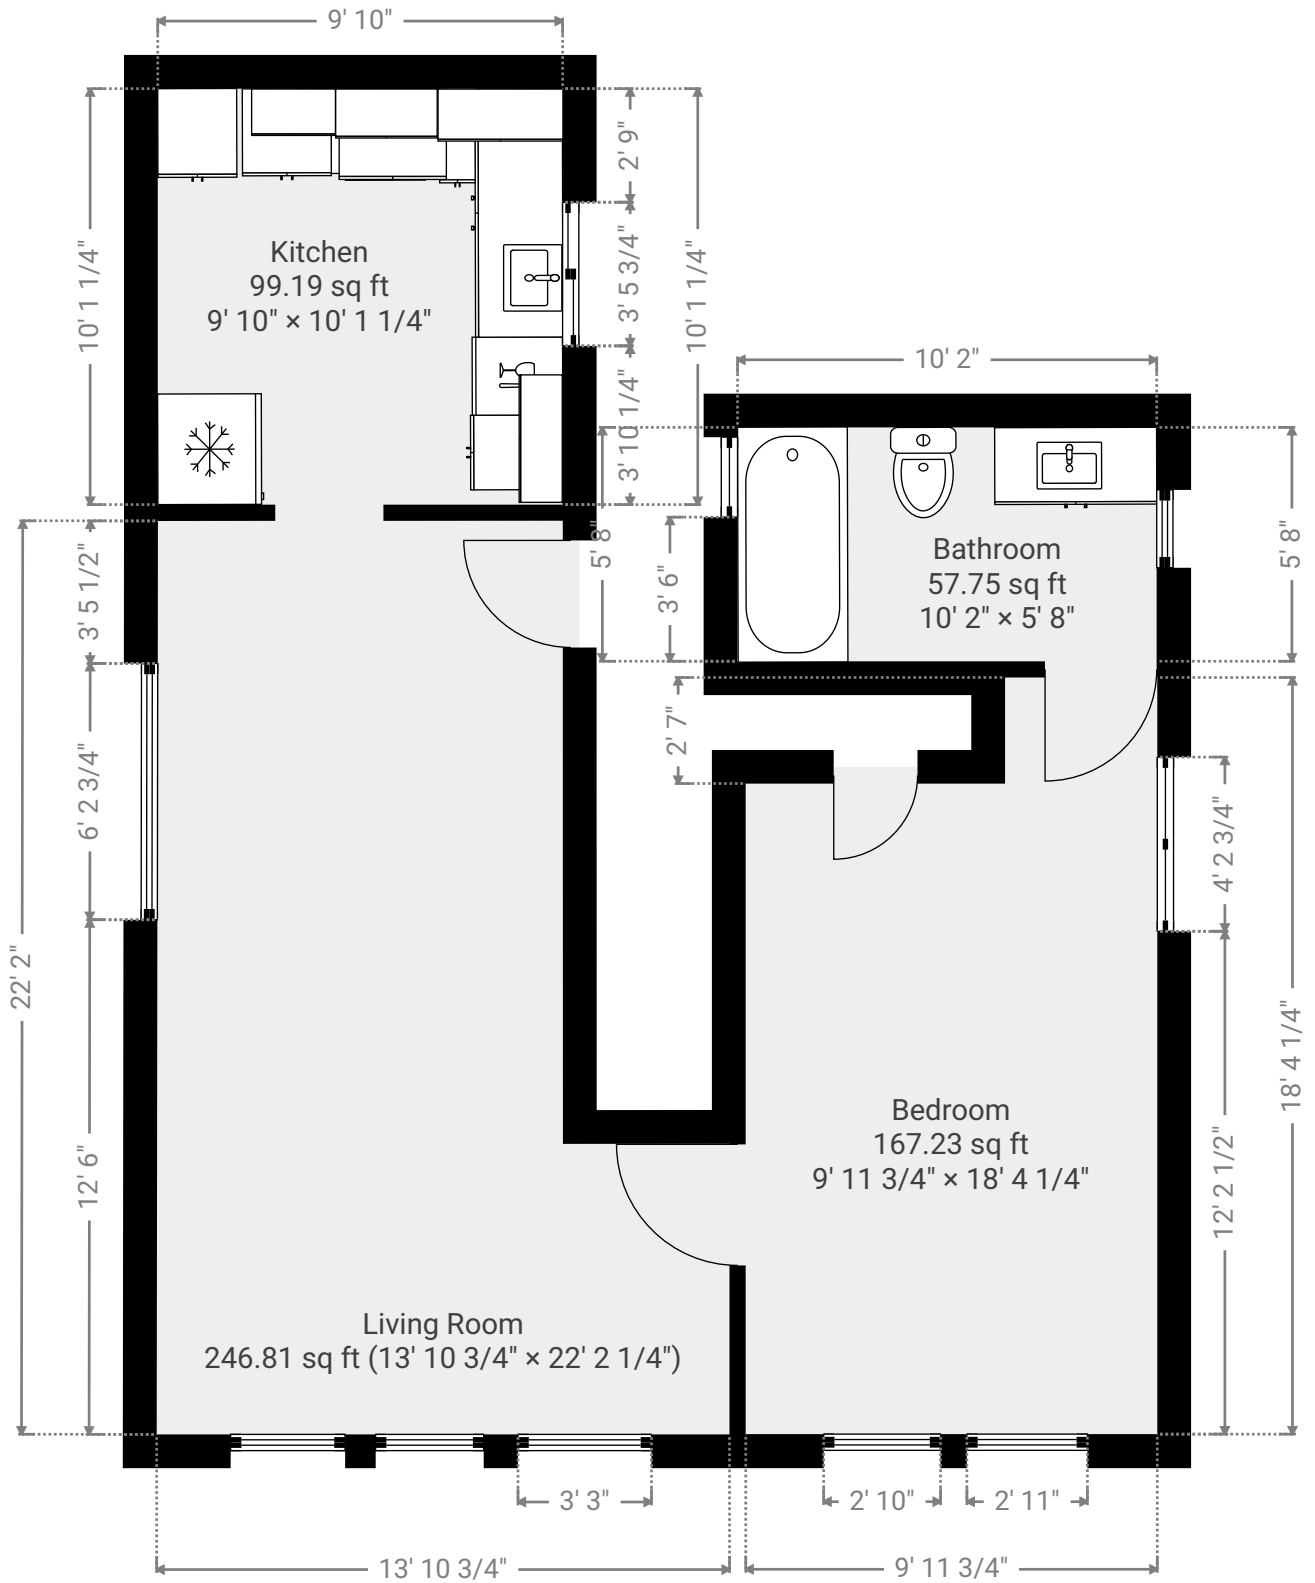 9' 10"
2' 9"
10' 1 1/4"
3' 5 3/4"
10' 1 1/4"
Kitchen
99.19 sq ft
9' 10" × 10' 1 1/4"
3' 10 1/4"
10' 2"
5' 8"
3' 6"
5' 8"
Bathroom
57.75 sq ft
10' 2" × 5' 8"
3' 5 1/2"
2' 7"
6' 2 3/4"
4' 2 3/4"
22' 2"
18' 4 1/4"
Bedroom
167.23 sq ft
9' 11 3/4" × 18' 4 1/4"
12' 6"
12' 2 1/2"
Living Room
246.81 sq ft (13' 10 3/4" × 22' 2 1/4")
3' 3"
2' 10"
2' 11"
13' 10 3/4"
9' 11 3/4"